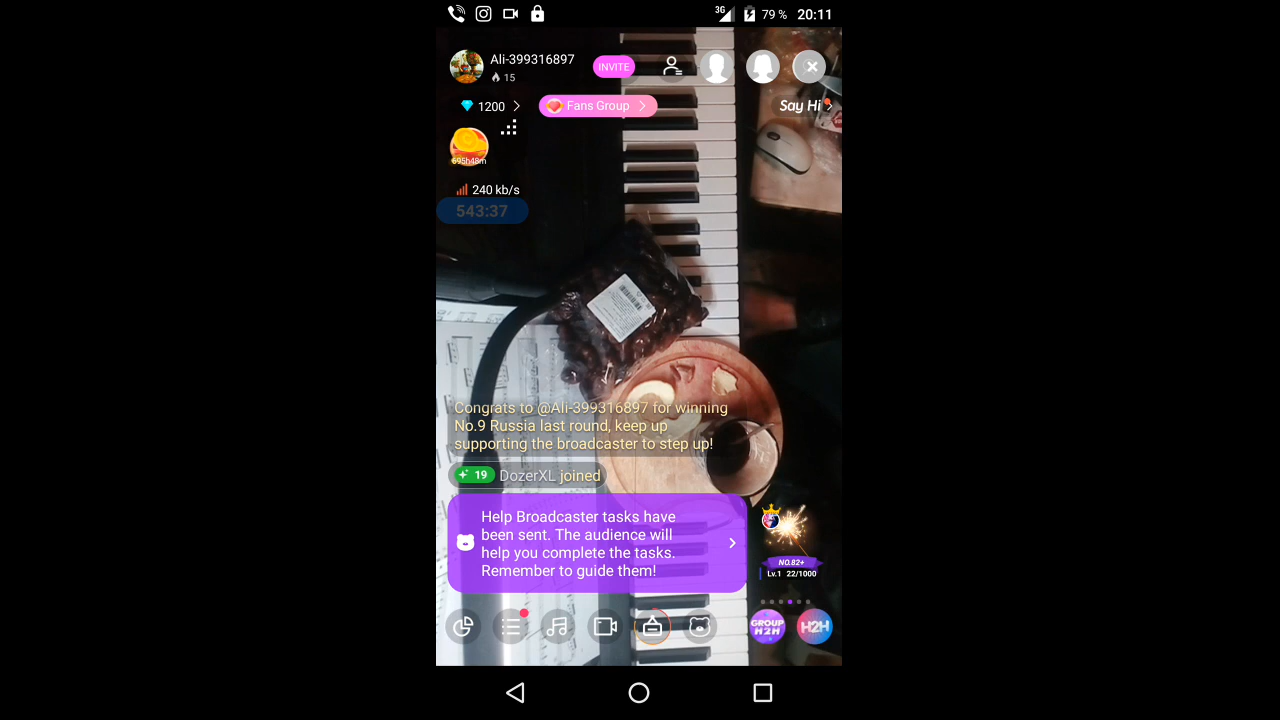 3G 79 % 20:11
Ali-399316897
15
INVITE
1200
Fans Group
Say Hi
695h48m
240 kb/s
543:37
Congrats to @Ali-399316897 for winning
No.9 Russia last round, keep up
supporting the broadcaster to step up!
19 DozerXL joined
Help Broadcaster tasks have
been sent. The audience will
help you complete the tasks.
Remember to guide them!
NO.82+
Lv.1 22/1000
GROUP
H2H
H2H